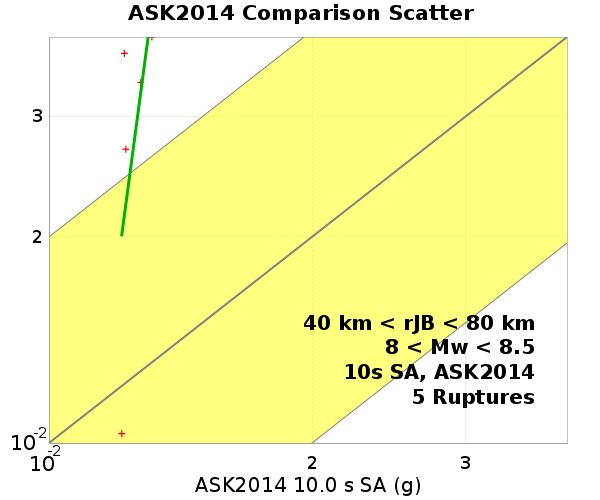 ASK2014 Comparison Scatter
3
2
40 km < rJB < 80 km
8 < Mw < 8.5
10s SA, ASK2014
5 Ruptures
10-2
10-2 2 3
ASK2014 10.0 s SA (g)